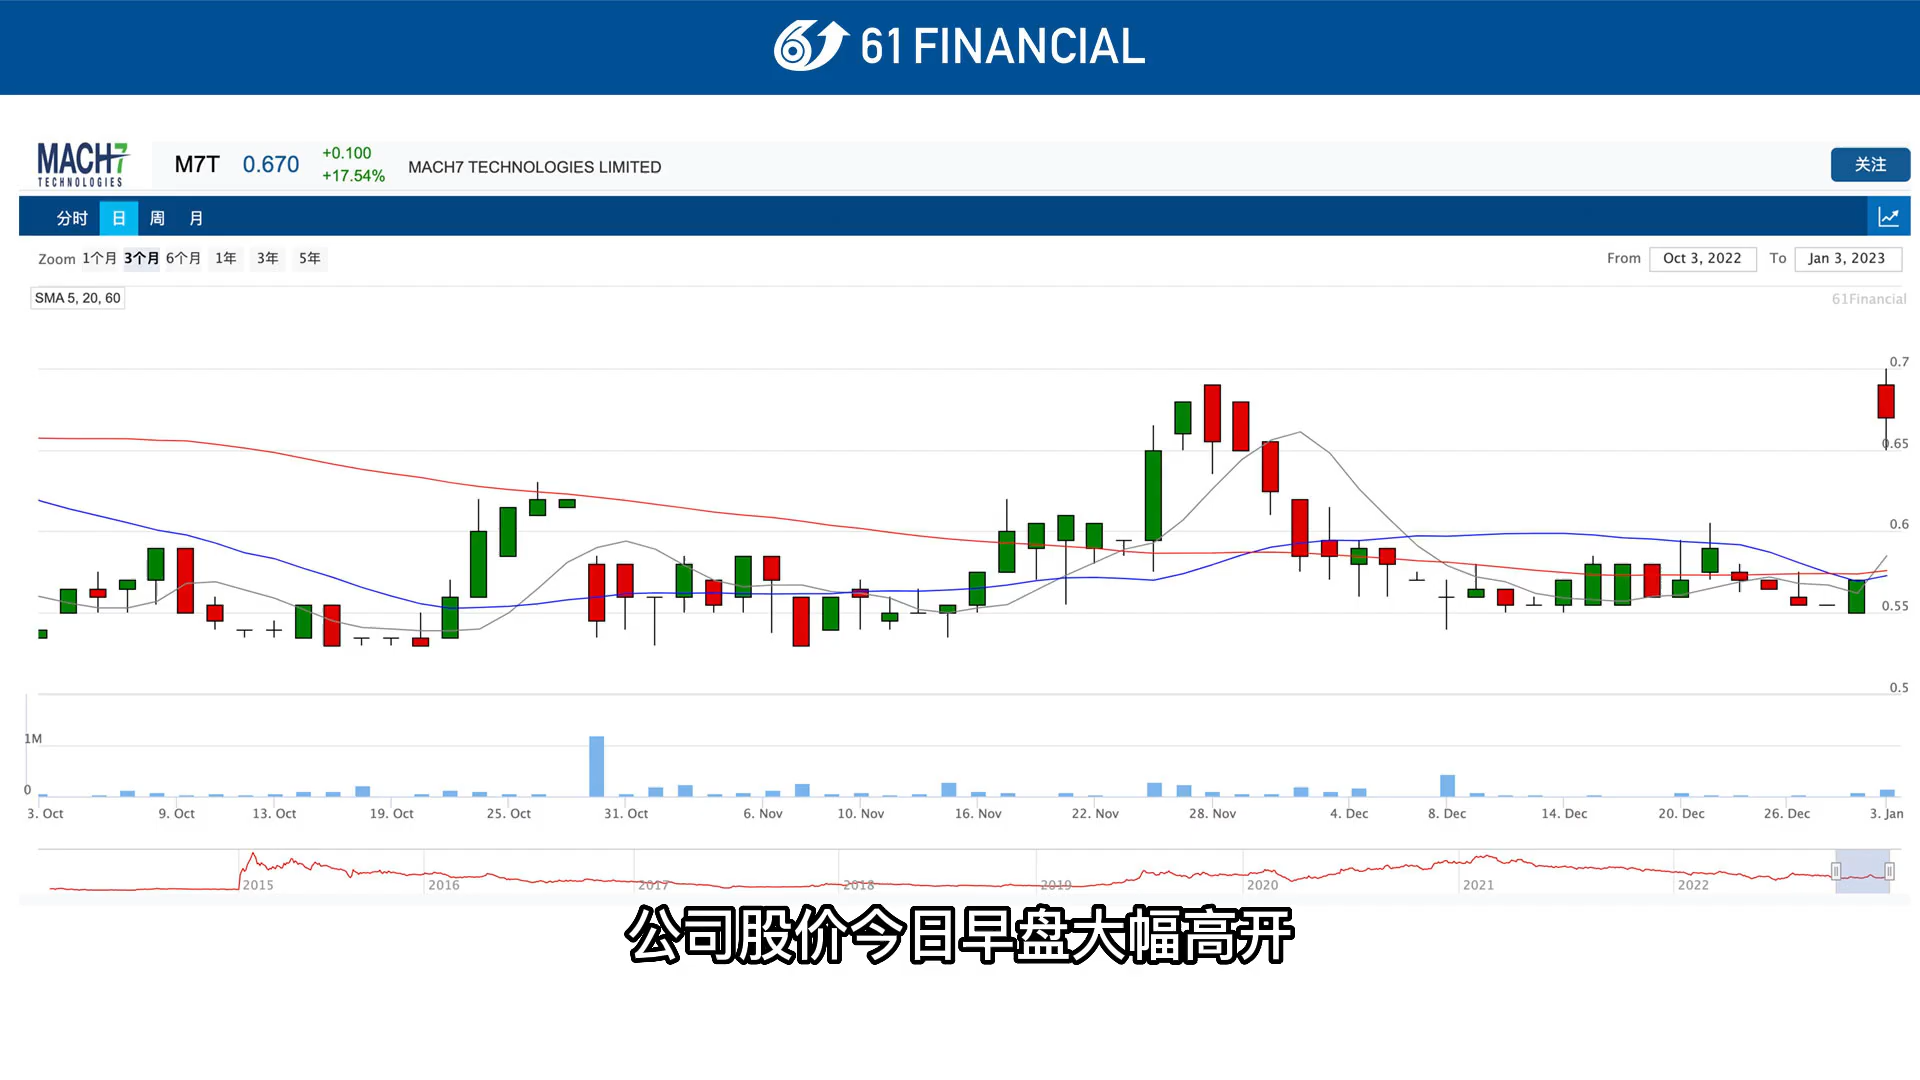 61 FINANCIAL
MACH7
TECHNOLOGIES
M7T 0.670 +0.100 +17.54% MACH7 TECHNOLOGIES LIMITED 关注
分时 日 周 月
Zoom 1个月 3个月 6个月 1年 3年 5年 From Oct 3, 2022 To Jan 3, 2023
SMA 5, 20, 60 61Financial
0.7
0.65
0.6
0.55
0.5
1M
0
3. Oct 9. Oct 13. Oct 19. Oct 25. Oct 31. Oct 6. Nov 10. Nov 16. Nov 22. Nov 28. Nov 4. Dec 8. Dec 14. Dec 20. Dec 26. Dec 3. Jan
2015 2016 2017 2018 2019 2020 2021 2022
公司股价今日早盘大幅高开